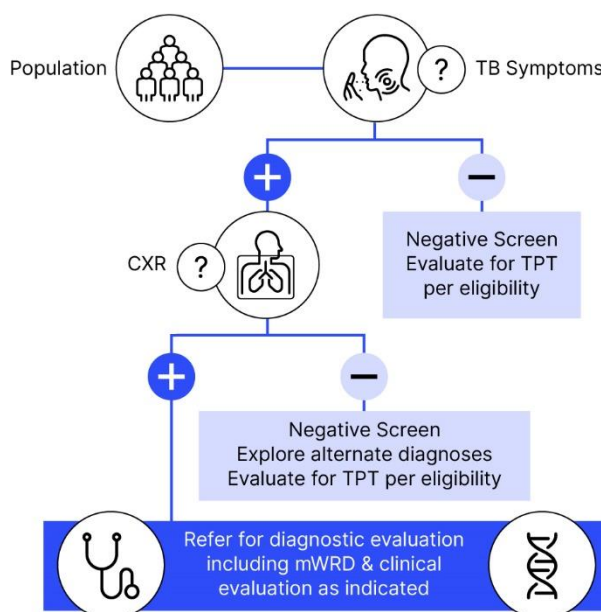 Population
? TB Symptoms
+
−
Negative Screen
Evaluate for TPT
per eligibility
CXR ?
+
−
Negative Screen
Explore alternate diagnoses
Evaluate for TPT per eligibility
Refer for diagnostic evaluation
including mWRD & clinical
evaluation as indicated